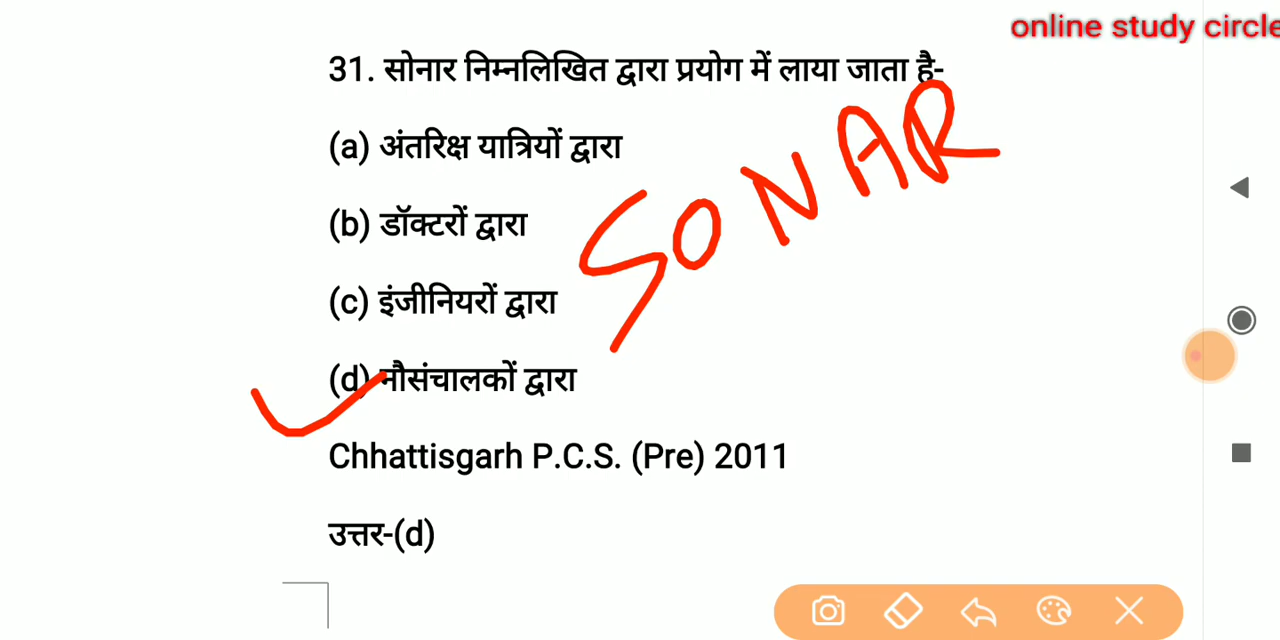 online study circle
31. सोनार निम्नलिखित द्वारा प्रयोग में लाया जाता है-
(a) अंतरिक्ष यात्रियों द्वारा
(b) डॉक्टरों द्वारा
(c) इंजीनियरों द्वारा
(d) नौसंचालकों द्वारा
SONAR
Chhattisgarh P.C.S. (Pre) 2011
उत्तर-(d)